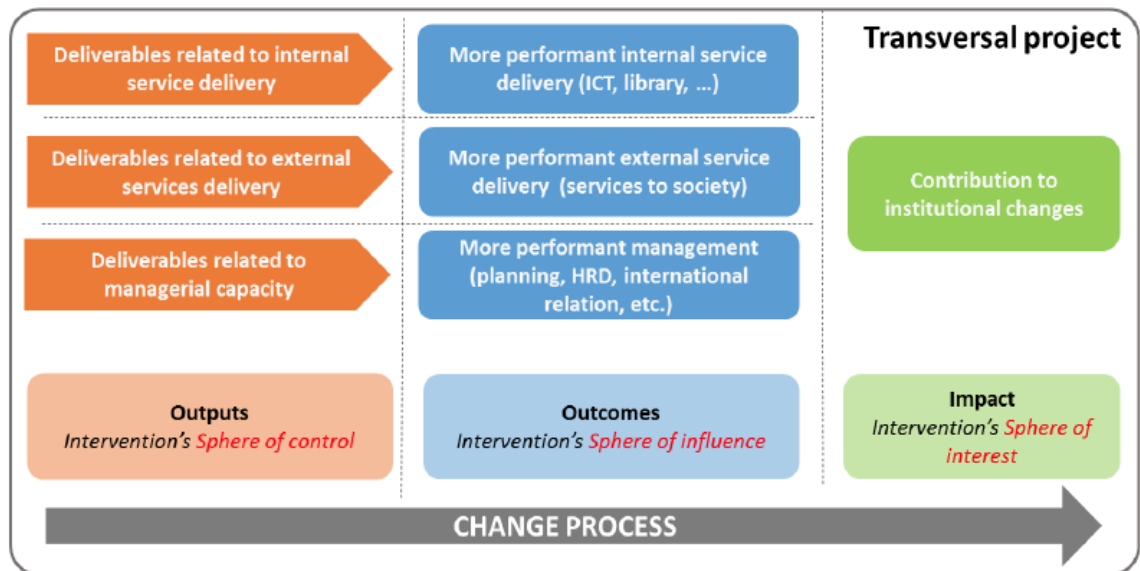 Transversal project
Deliverables related to internal
service delivery
More performant internal service
delivery (ICT, library, ...)
Deliverables related to external
services delivery
More performant external service
delivery (services to society)
Contribution to
institutional changes
Deliverables related to
managerial capacity
More performant management
(planning, HRD, international
relation, etc.)
Outputs
Intervention's Sphere of control
Outcomes
Intervention's Sphere of influence
Impact
Intervention's Sphere of
interest
CHANGE PROCESS